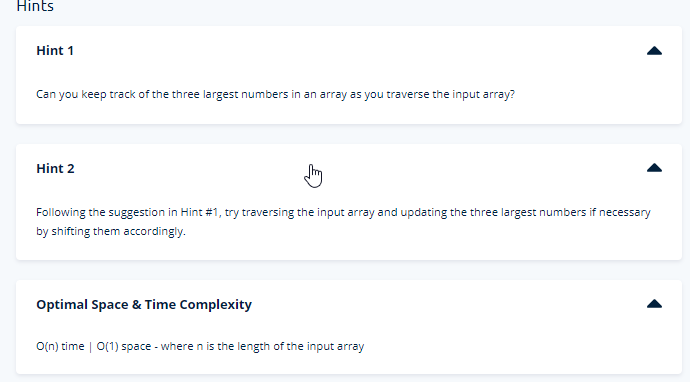 Hints
Hint 1
Can you keep track of the three largest numbers in an array as you traverse the input array?
Hint 2
Following the suggestion in Hint #1, try traversing the input array and updating the three largest numbers if necessary
by shifting them accordingly.
Optimal Space & Time Complexity
O(n) time | O(1) space - where n is the length of the input array